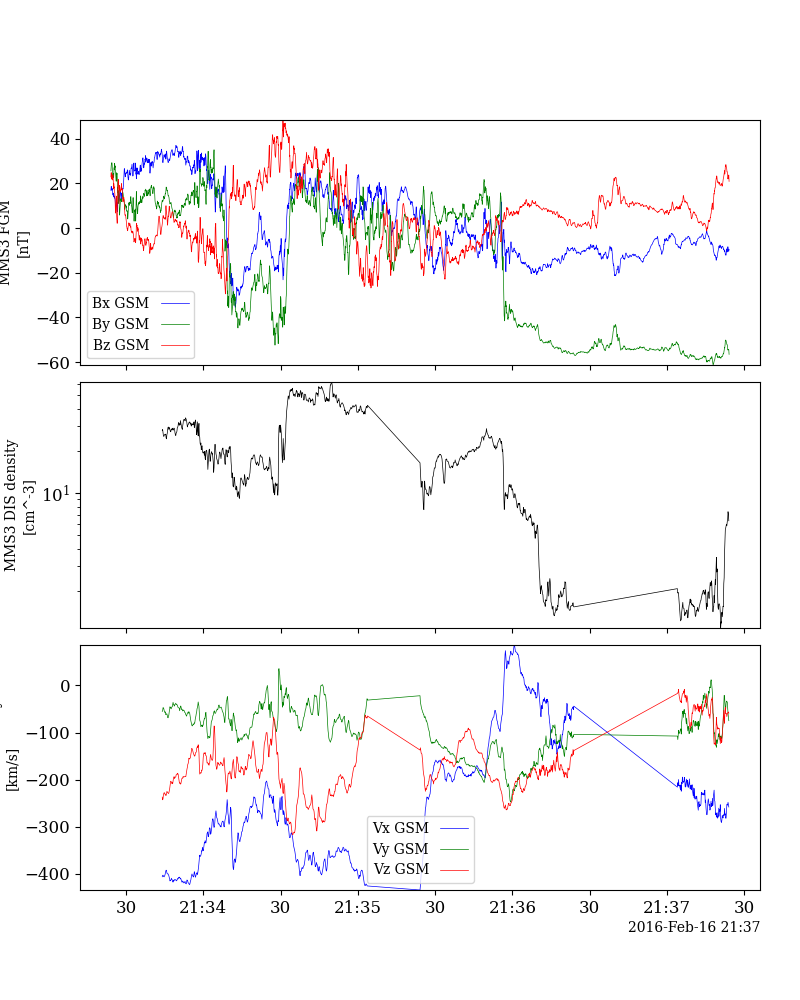 40
20
0
−20
−40
−60
MMS3 FGM
[nT]
Bx GSM
By GSM
Bz GSM
10^1
MMS3 DIS density
[cm^-3]
0
−100
−200
−300
−400
[km/s]
Vx GSM
Vy GSM
Vz GSM
30 21:34 30 21:35 30 21:36 30 21:37 30
2016-Feb-16 21:37